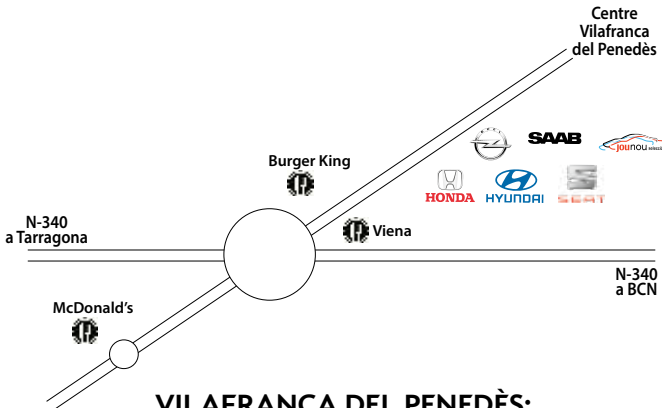 Centre
Vilafranca
del Penedès
SAAB
jounou
Burger King
HONDA
HYUNDAI
SEAT
Viena
N-340
a Tarragona
N-340
a BCN
McDonald's
VILAFRANCA DEL PENEDÈS: